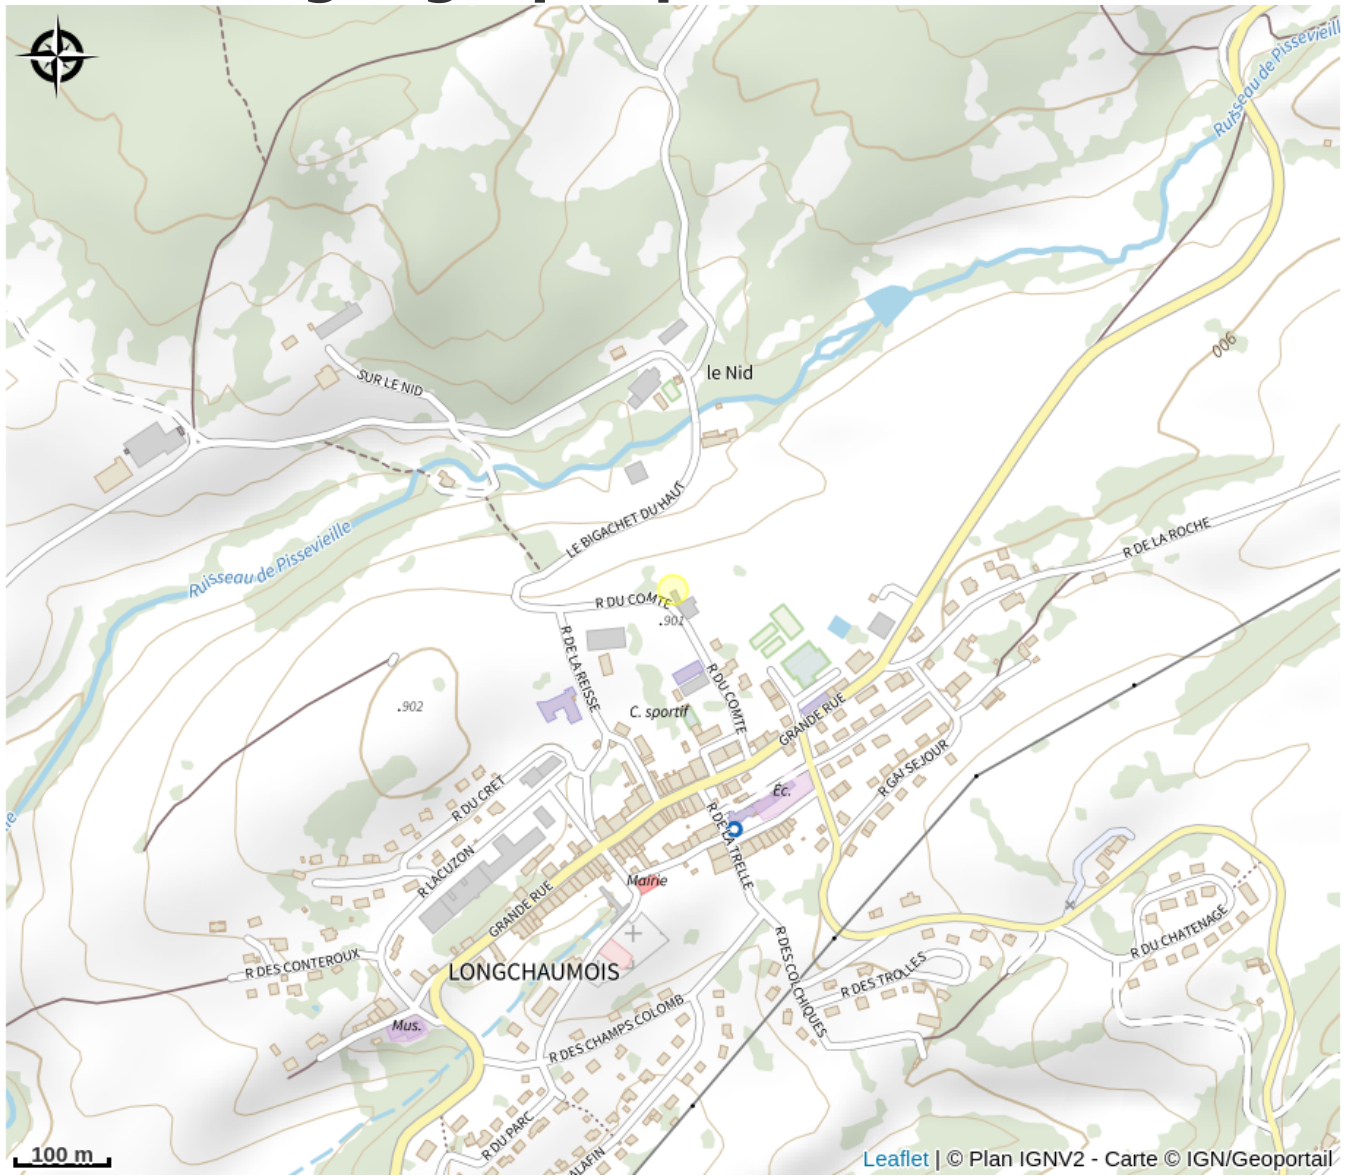 Ruisseau de Pissevieill
006
le Nid
SUR LE NID
LE BIGACHET DU HAUT
R DE LA ROCHE
Ruisseau de Pissevieille
R DU COMTE
.901
R DE LA REISSE
R DU COMTE
.902
C. sportif
GRANDE RUE
R GAI SEJOUR
R DU CRET
Éc.
R DE LA TRELLE
R LACUZON
Mairie
GRANDE RUE
R DU CHATENAGE
R DES CONTEROUX
LONGCHAUMOIS
R DES COLCHIQUES
R DES TROLLES
Mus.
R DES CHAMPS COLOMB
R DU PARC
ALAFIN
100 m
Leaflet | © Plan IGNV2 - Carte © IGN/Geoportail